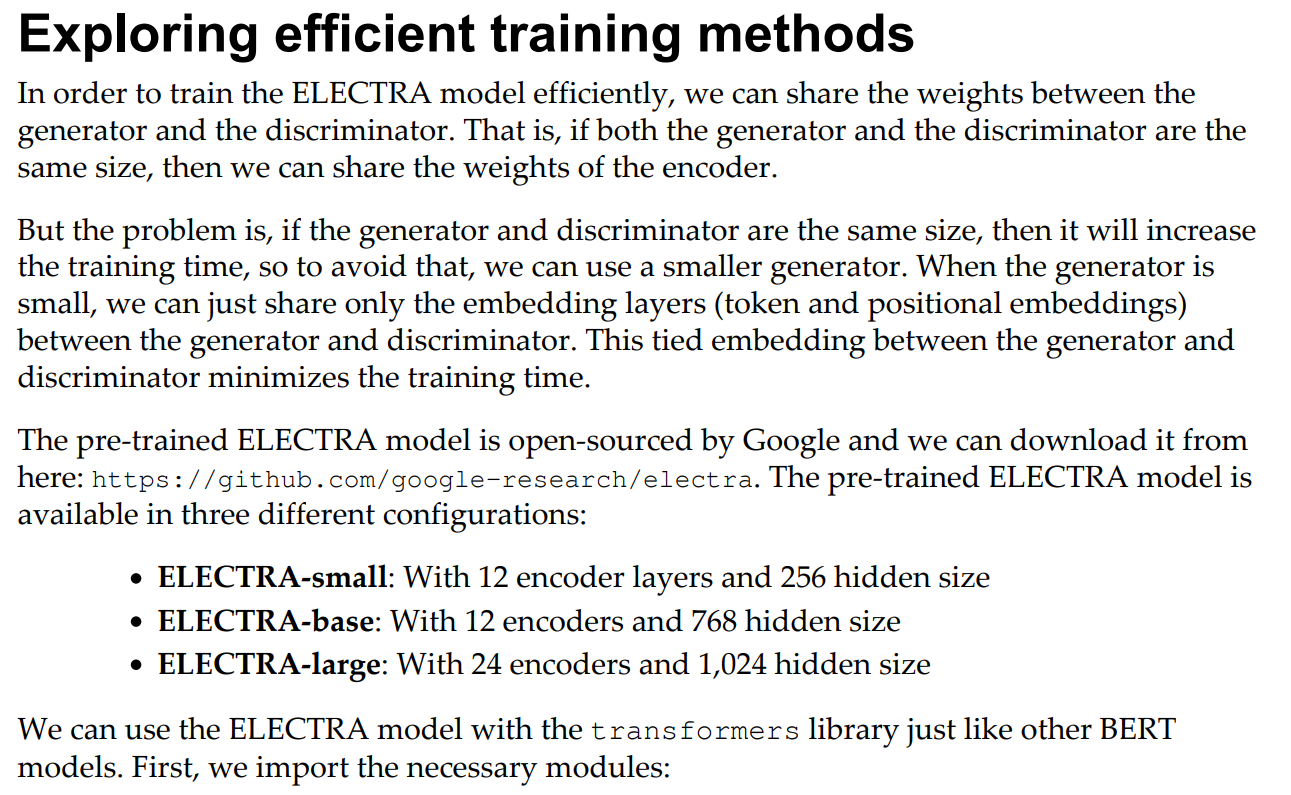 Exploring efficient training methods
In order to train the ELECTRA model efficiently, we can share the weights between the
generator and the discriminator. That is, if both the generator and the discriminator are the
same size, then we can share the weights of the encoder.
But the problem is, if the generator and discriminator are the same size, then it will increase
the training time, so to avoid that, we can use a smaller generator. When the generator is
small, we can just share only the embedding layers (token and positional embeddings)
between the generator and discriminator. This tied embedding between the generator and
discriminator minimizes the training time.
The pre-trained ELECTRA model is open-sourced by Google and we can download it from
here: https://github.com/google-research/electra. The pre-trained ELECTRA model is
available in three different configurations:
• ELECTRA-small: With 12 encoder layers and 256 hidden size
• ELECTRA-base: With 12 encoders and 768 hidden size
• ELECTRA-large: With 24 encoders and 1,024 hidden size
We can use the ELECTRA model with the transformers library just like other BERT
models. First, we import the necessary modules: